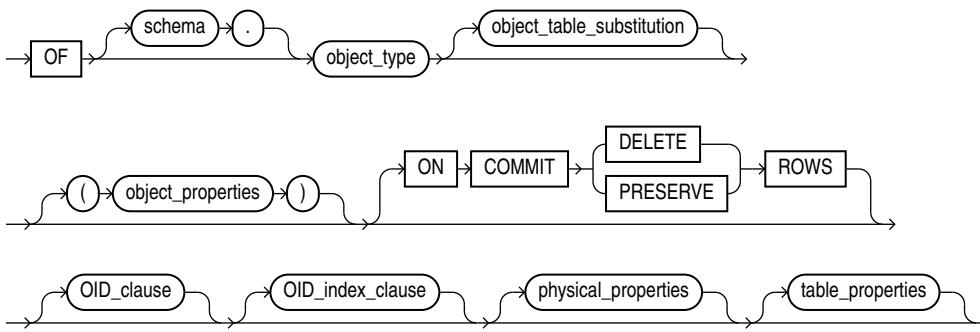 OF schema . object_type object_table_substitution
( object_properties ) ON COMMIT DELETE PRESERVE ROWS
OID_clause OID_index_clause physical_properties table_properties